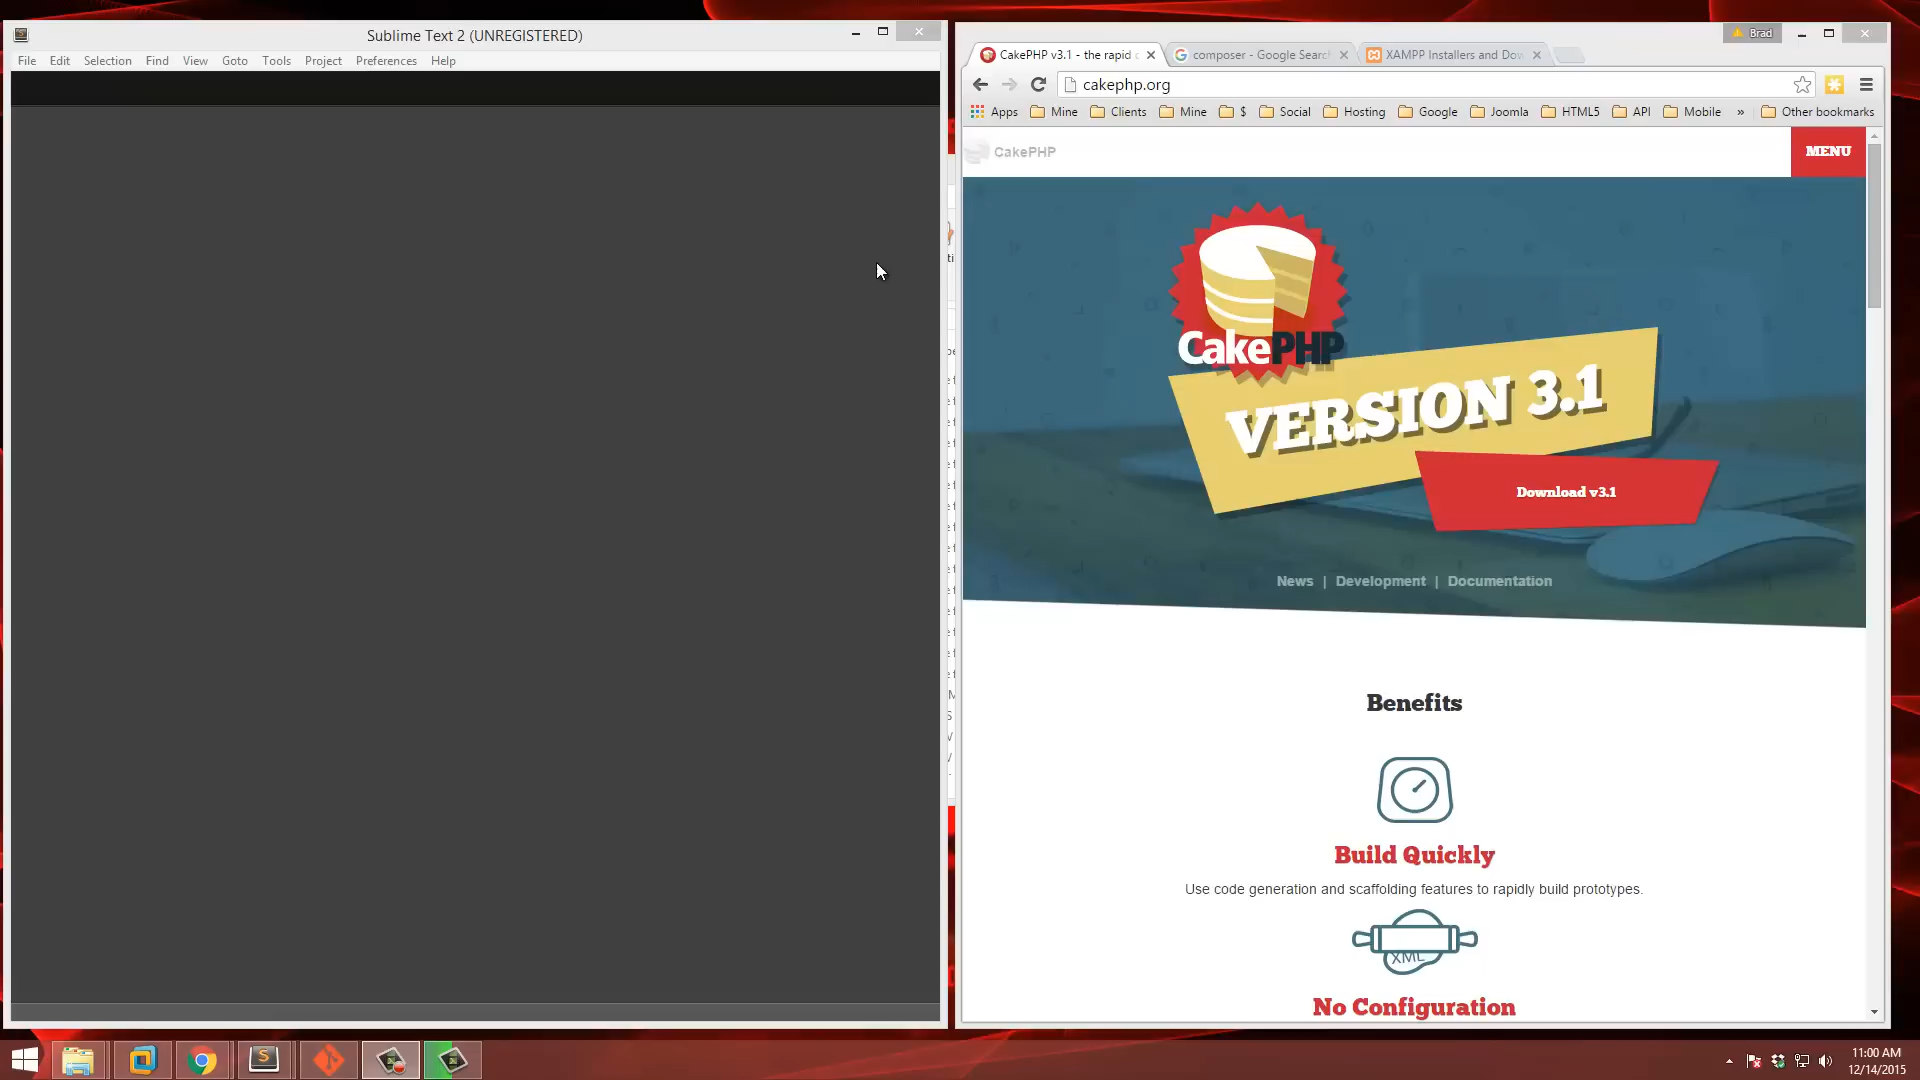 Sublime Text 2 (UNREGISTERED)
File Edit Selection Find View Goto Tools Project Preferences Help
Brad
CakePHP v3.1 - the rapid
composer - Google Search
XAMPP Installers and Dow
cakephp.org
Apps Mine Clients Mine $ Social Hosting Google Joomla HTML5 API Mobile » Other bookmarks
CakePHP
MENU
CakePHP
VERSION 3.1
Download v3.1
News | Development | Documentation
Benefits
Build Quickly
Use code generation and scaffolding features to rapidly build prototypes.
XML
No Configuration
11:00 AM
12/14/2015